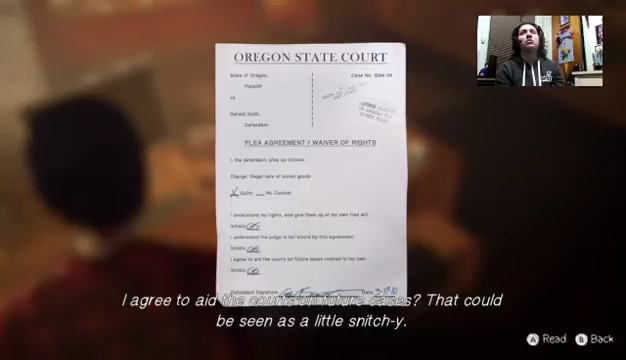 OREGON STATE COURT
State of Oregon,
Plaintiff
vs
Defendant
Case No.
PLEA AGREEMENT / WAIVER OF RIGHTS
I, the defendant, plea as follows:
Charge: Illegal sale of stolen goods
Guilty No Contest
I understand my rights, and give them up of my own free will.
Initials
I understand the judge is not bound by this agreement.
Initials
I agree to aid the courts on future cases related to my own.
Initials
Defendant Signature Date
I agree to aid the courts on future cases? That could
be seen as a little snitch-y.
A Read B Back